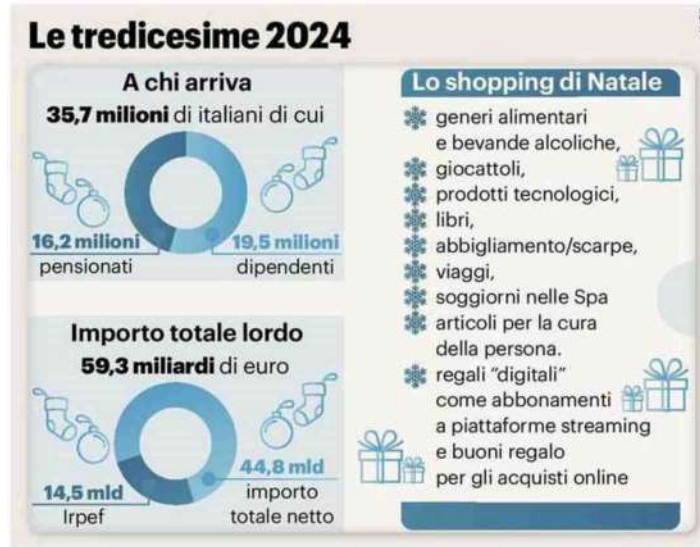 Le tredicesime 2024
A chi arriva
35,7 milioni di italiani di cui
16,2 milioni
pensionati
19,5 milioni
dipendenti
Importo totale lordo
59,3 miliardi di euro
14,5 mld
Irpef
44,8 mld
importo
totale netto
Lo shopping di Natale
generi alimentari
e bevande alcoliche,
giocattoli,
prodotti tecnologici,
libri,
abbigliamento/scarpe,
viaggi,
soggiorni nelle Spa
articoli per la cura
della persona.
regali “digitali”
come abbonamenti
a piattaforme streaming
e buoni regalo
per gli acquisti online